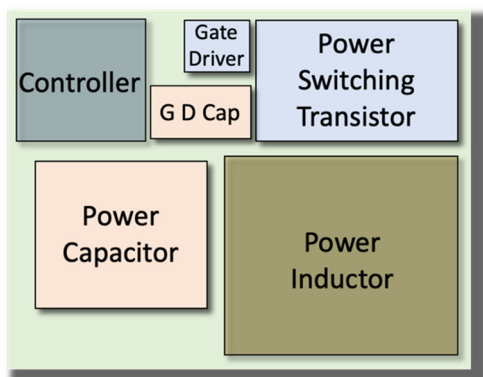 Controller
Gate
Driver
G D Cap
Power
Switching
Transistor
Power
Capacitor
Power
Inductor